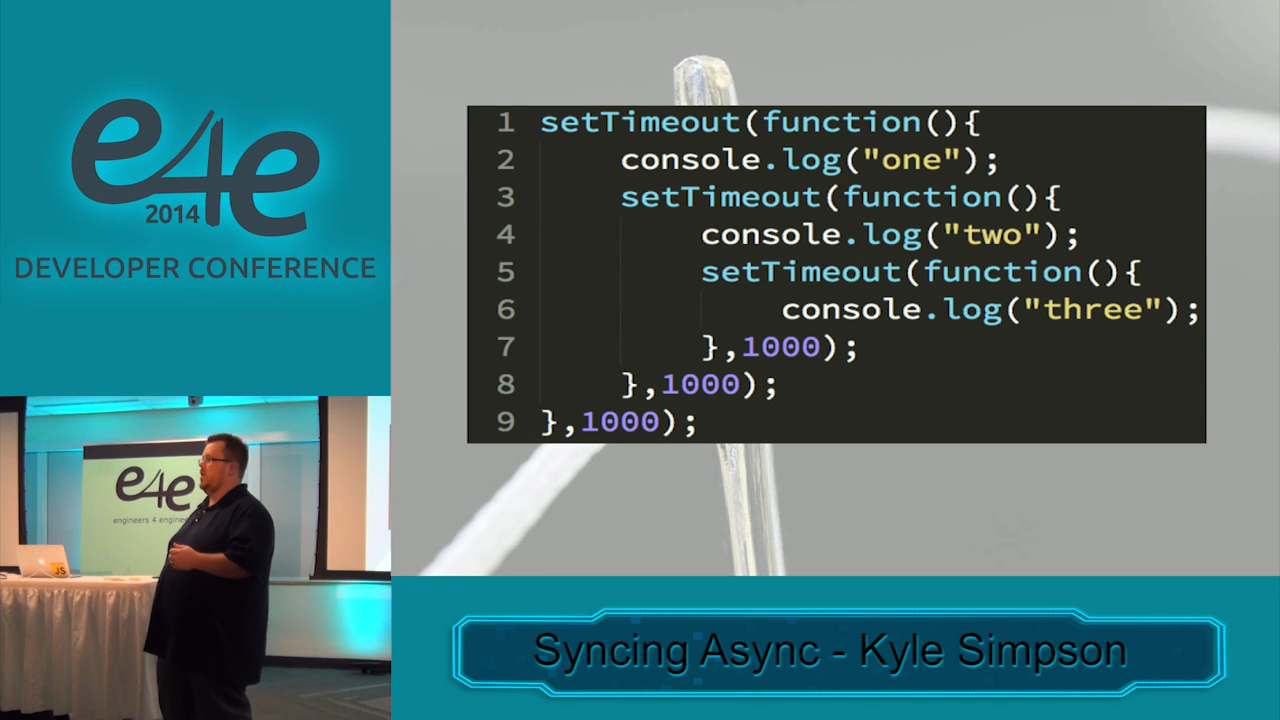 e4e
2014
DEVELOPER CONFERENCE
1 setTimeout(function(){
2     console.log("one");
3     setTimeout(function(){
4         console.log("two");
5         setTimeout(function(){
6             console.log("three");
7         },1000);
8     },1000);
9 },1000);
e4e
engineers 4 engine
JS
Syncing Async - Kyle Simpson